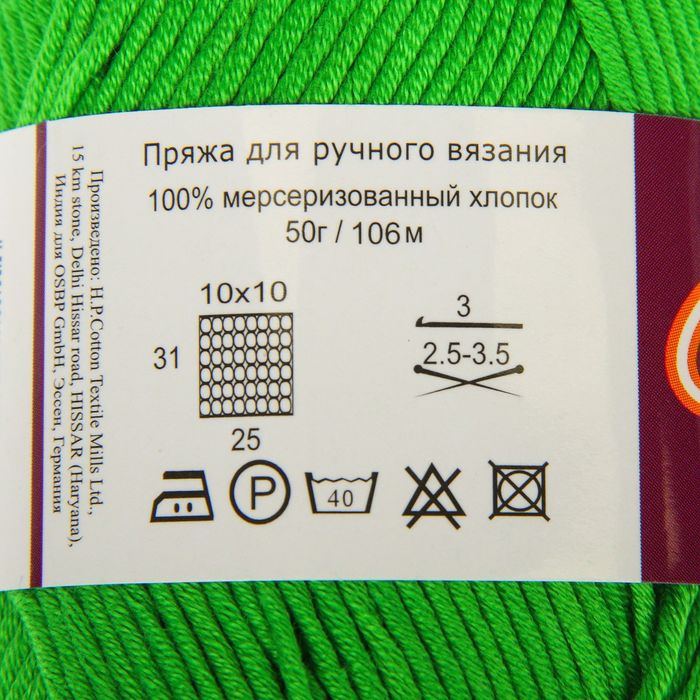 Пряжа для ручного вязания
100% мерсеризованный хлопок
50г / 106м
10x10
31
25
3
2.5-3.5
P
40
Произведено: H.P.Cotton Textile Mills Ltd.,
15 km stone, Delhi Hissar road, HISSAR (Haryana),
Индия для OSBP GmbH, Эссен, Германия